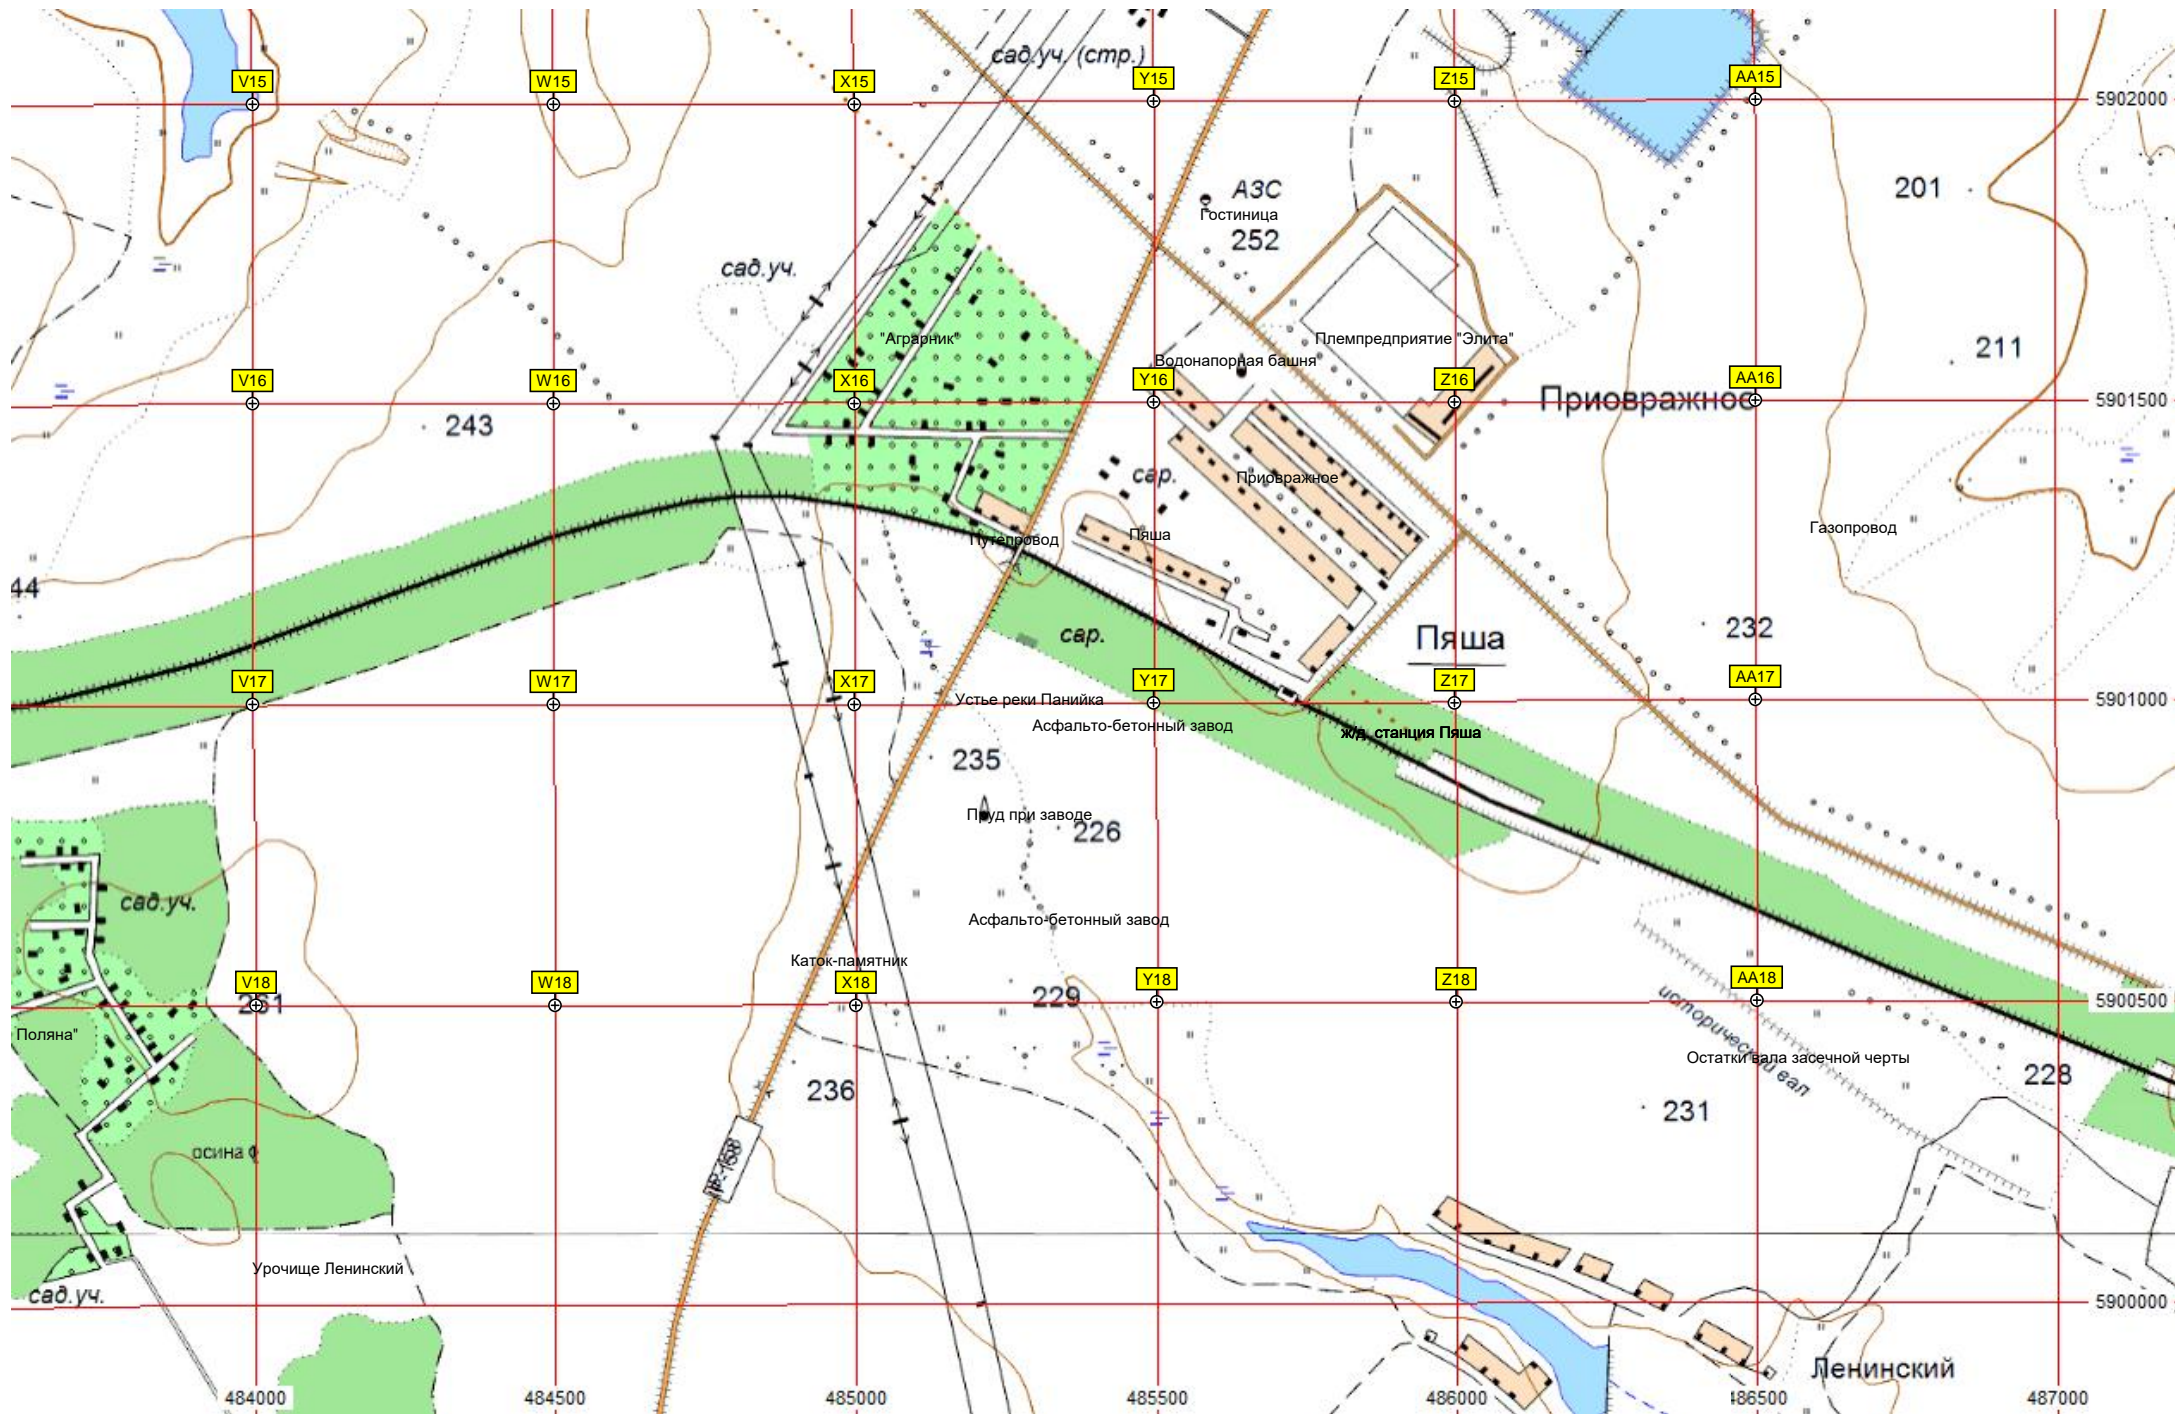 сад.уч. (стр.)
V15
W15
X15
Y15
Z15
AA15
5902000
АЗС
Гостиница
252
201
сад.уч.
"Аграрник"
Племпредприятие "Элита"
Водонапорная башня
211
V16
W16
X16
Y16
Z16
AA16
Приовражное
5901500
243
сар.
Приовражное
Газопровод
Путепровод
Пяша
44
сар.
Пяша
232
V17
W17
X17
Y17
Z17
AA17
5901000
Устье реки Панийка
Асфальто-бетонный завод
ж/д. станция Пяша
235
Пруд при заводе
226
сад.уч.
Асфальто-бетонный завод
Каток-памятник
V18
W18
X18
Y18
Z18
AA18
229
5900500
исторический вал
Поляна"
Остатки вала засечной черты
228
236
231
осина
Урочище Ленинский
сад.уч.
5900000
Ленинский
484000
484500
485000
485500
486000
486500
487000